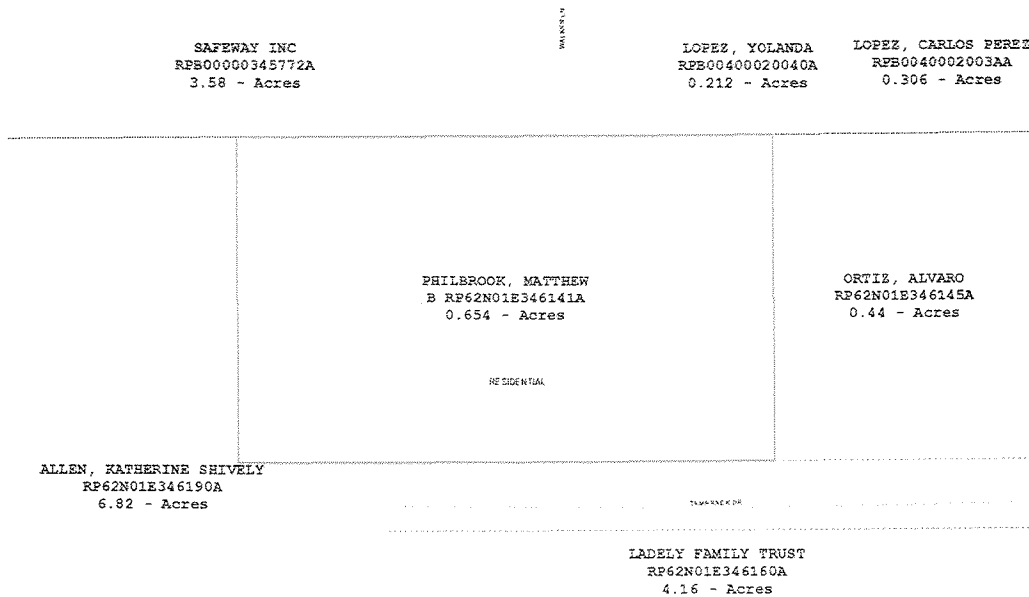 SAFEWAY INC
RPB00000345772A
3.58 - Acres
LOPEZ, YOLANDA
RPB00400020040A
0.212 - Acres
LOPEZ, CARLOS PEREZ
RPB0040002003AA
0.306 - Acres
PHILBROOK, MATTHEW
B RP62N01E346141A
0.654 - Acres
ORTIZ, ALVARO
RP62N01E346145A
0.44 - Acres
RESIDENTIAL
ALLEN, KATHERINE SHIVELY
RP62N01E346190A
6.82 - Acres
LADELY FAMILY TRUST
RP62N01E346160A
4.16 - Acres